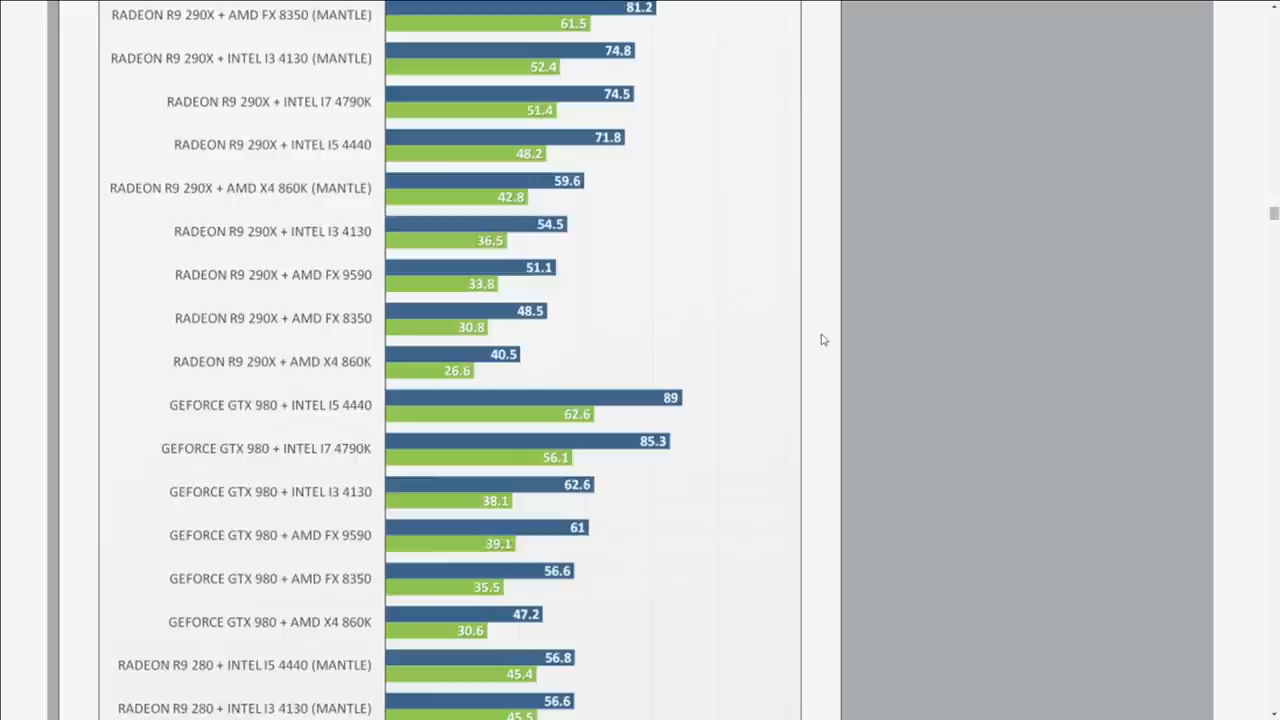 RADEON R9 290X + AMD FX 8350 (MANTLE) 81.2
61.5
RADEON R9 290X + INTEL I3 4130 (MANTLE) 74.8
52.4
RADEON R9 290X + INTEL I7 4790K 74.5
51.4
RADEON R9 290X + INTEL I5 4440 71.8
48.2
RADEON R9 290X + AMD X4 860K (MANTLE) 59.6
42.8
RADEON R9 290X + INTEL I3 4130 54.5
36.5
RADEON R9 290X + AMD FX 9590 51.1
33.8
RADEON R9 290X + AMD FX 8350 48.5
30.8
RADEON R9 290X + AMD X4 860K 40.5
26.6
GEFORCE GTX 980 + INTEL I5 4440 89
62.6
GEFORCE GTX 980 + INTEL I7 4790K 85.3
56.1
GEFORCE GTX 980 + INTEL I3 4130 62.6
38.1
GEFORCE GTX 980 + AMD FX 9590 61
39.1
GEFORCE GTX 980 + AMD FX 8350 56.6
35.5
GEFORCE GTX 980 + AMD X4 860K 47.2
30.6
RADEON R9 280 + INTEL I5 4440 (MANTLE) 56.8
45.4
RADEON R9 280 + INTEL I3 4130 (MANTLE) 56.6
45.5